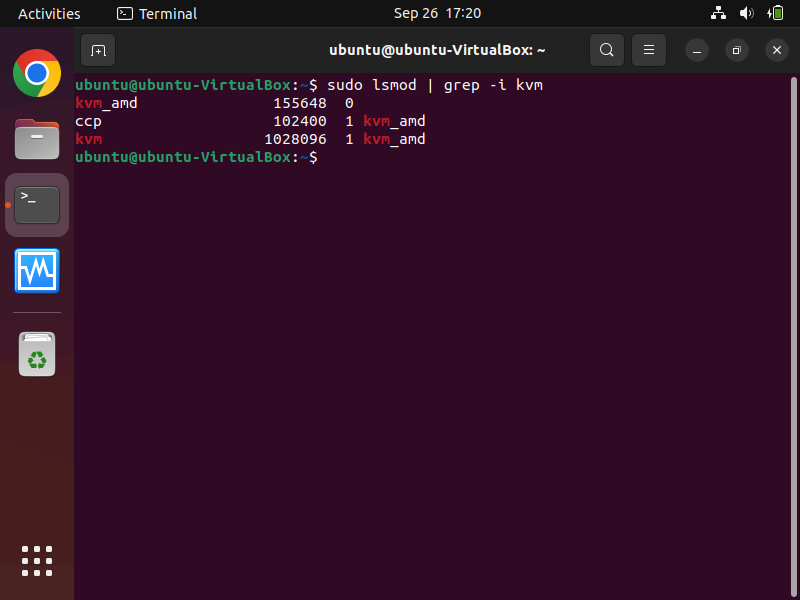 Activities
Terminal
Sep 26 17:20
ubuntu@ubuntu-VirtualBox: ~
ubuntu@ubuntu-VirtualBox:~$ sudo lsmod | grep -i kvm
kvm_amd 155648 0
ccp 102400 1 kvm_amd
kvm 1028096 1 kvm_amd
ubuntu@ubuntu-VirtualBox:~$
>_